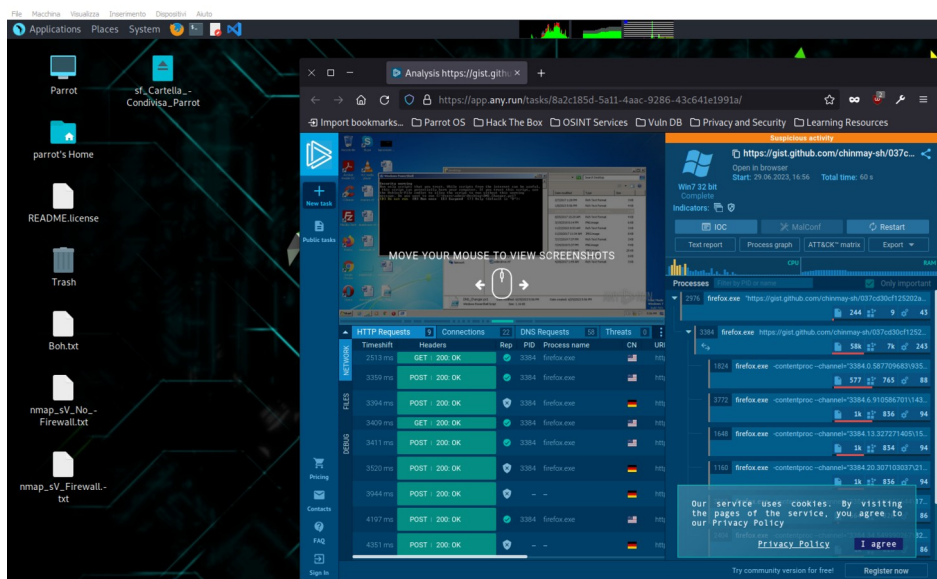 File Macchina Visualizza Inserimento Dispositivi Aiuto
Applications Places System
Parrot
sf_Cartella_-
Condivisa_Parrot
parrot's Home
README.license
Trash
Boh.txt
nmap_sV_No_-
Firewall.txt
nmap_sV_Firewall.-
txt
Analysis https://gist.githu
https://app.any.run/tasks/8a2c185d-5a11-4aac-9286-43c641e1991a/
2
Import bookmarks... Parrot OS Hack The Box OSINT Services Vuln DB Privacy and Security Learning Resources
New task
Public tasks
Pricing
Contacts
FAQ
Sign In
MOVE YOUR MOUSE TO VIEW SCREENSHOTS
HTTP Requests 9 Connections 22 DNS Requests 58 Threats 0
NETWORK
FILES
DEBUG
Timeshift Headers Rep PID Process name CN URL
2513 ms GET 200: OK 3384 firefox.exe htt
3359 ms POST 200: OK 3384 firefox.exe http
3394 ms POST 200: OK 3384 firefox.exe http
3409 ms GET 200: OK 3384 firefox.exe http
3411 ms POST 200: OK 3384 firefox.exe http
3520 ms POST 200: OK 3384 firefox.exe http
3944 ms POST 200: OK – – http
4197 ms POST 200: OK 3384 firefox.exe http
4351 ms POST 200: OK – – http
Suspicious activity
https://gist.github.com/chinmay-sh/037c...
Open in browser
Start: 29.06.2023, 16:56 Total time: 60 s
Win7 32 bit
Complete
Indicators:
IOC MalConf Restart
Text report Process graph ATT&CK™ matrix Export
CPU RAM
Processes Filter by PID or name Only important
2976 firefox.exe "https://gist.github.com/chinmay-sh/037cd30cf125202a...
244 9 43
3384 firefox.exe https://gist.github.com/chinmay-sh/037cd30cf1252...
58k 7k 243
1824 firefox.exe -contentproc --channel="3384.0.587709683\935...
577 765 88
3772 firefox.exe -contentproc --channel="3384.6.910586701\143...
1k 836 94
1648 firefox.exe -contentproc --channel="3384.13.327271405\15...
1k 834 94
1160 firefox.exe -contentproc --channel="3384.20.307103037\21...
1k 836 94
86
86
Our service uses cookies. By visiting
the pages of the service, you agree to
our Privacy Policy
Privacy Policy I agree
Try community version for free! Register now